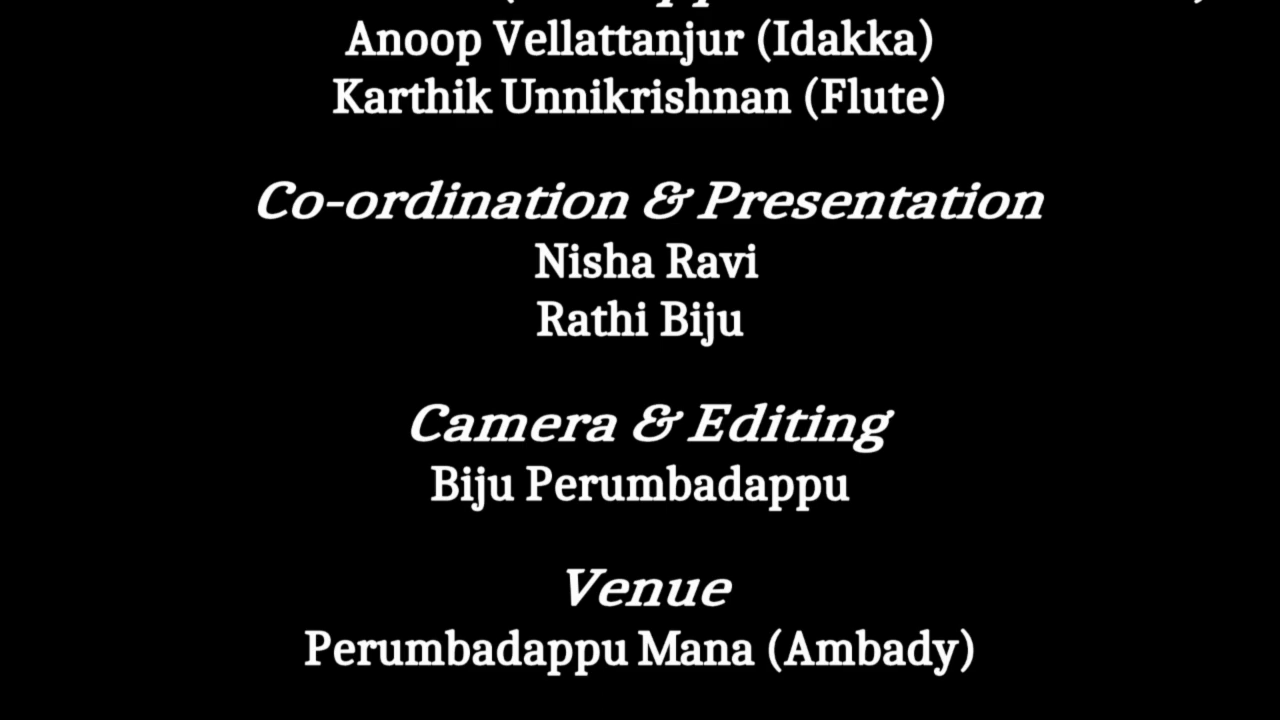 Anoop Vellattanjur (Idakka)
Karthik Unnikrishnan (Flute)
Co-ordination & Presentation
Nisha Ravi
Rathi Biju
Camera & Editing
Biju Perumbadappu
Venue
Perumbadappu Mana (Ambady)